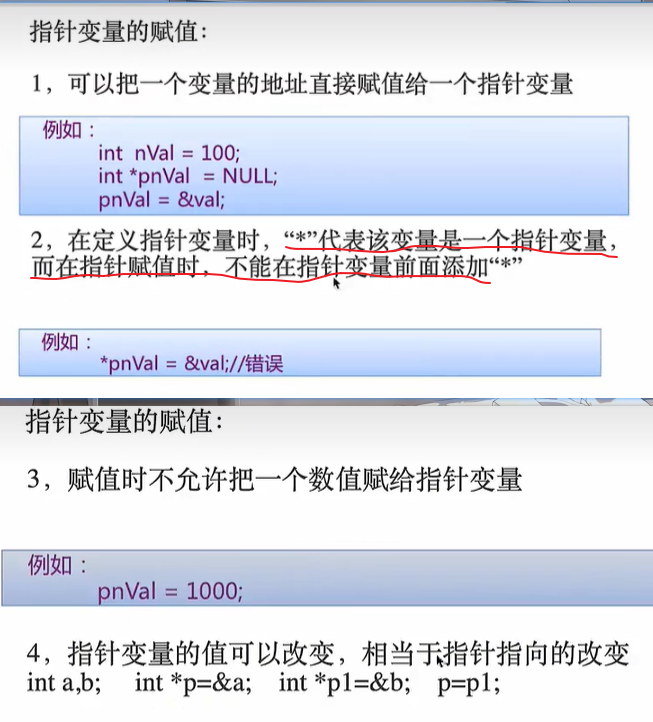 指针变量的赋值：
1，可以把一个变量的地址直接赋值给一个指针变量
例如：
int nVal = 100;
int *pnVal = NULL;
pnVal = &val;
2，在定义指针变量时，“*”代表该变量是一个指针变量，
而在指针赋值时，不能在指针变量前面添加“*”
例如：
*pnVal = &val;//错误
指针变量的赋值：
3，赋值时不允许把一个数值赋给指针变量
例如：
pnVal = 1000;
4，指针变量的值可以改变，相当于指针指向的改变
int a,b; int *p=&a; int *p1=&b; p=p1;